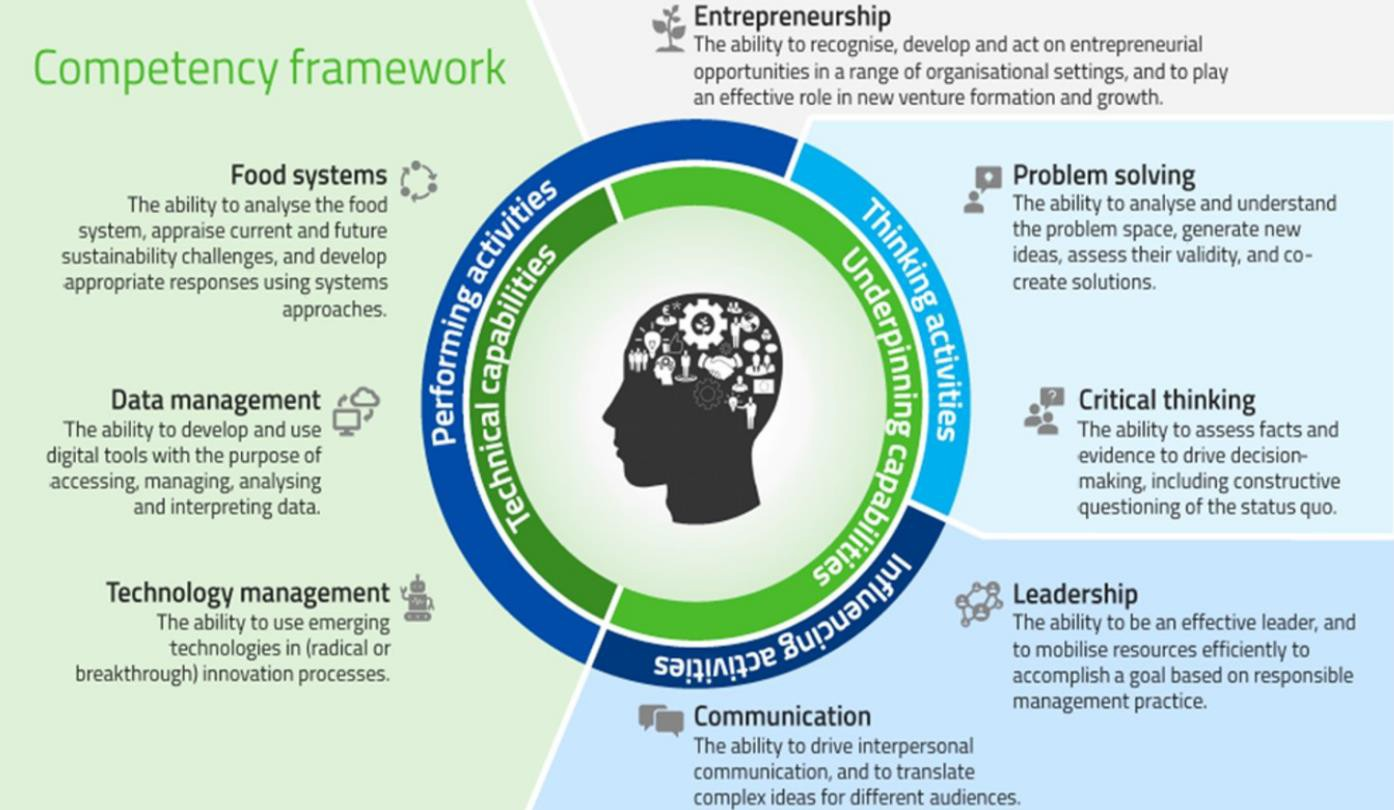 Competency framework
Entrepreneurship
The ability to recognise, develop and act on entrepreneurial
opportunities in a range of organisational settings, and to play
an effective role in new venture formation and growth.
Food systems
The ability to analyse the food
system, appraise current and future
sustainability challenges, and develop
appropriate responses using systems
approaches.
Data management
The ability to develop and use
digital tools with the purpose of
accessing, managing, analysing
and interpreting data.
Technology management
The ability to use emerging
technologies in (radical or
breakthrough) innovation processes.
Performing activities
Technical capabilities
Thinking activities
Underpinning capabilities
Influencing activities
Problem solving
The ability to analyse and understand
the problem space, generate new
ideas, assess their validity, and co-
create solutions.
Critical thinking
The ability to assess facts and
evidence to drive decision-
making, including constructive
questioning of the status quo.
Leadership
The ability to be an effective leader, and
to mobilise resources efficiently to
accomplish a goal based on responsible
management practice.
Communication
The ability to drive interpersonal
communication, and to translate
complex ideas for different audiences.